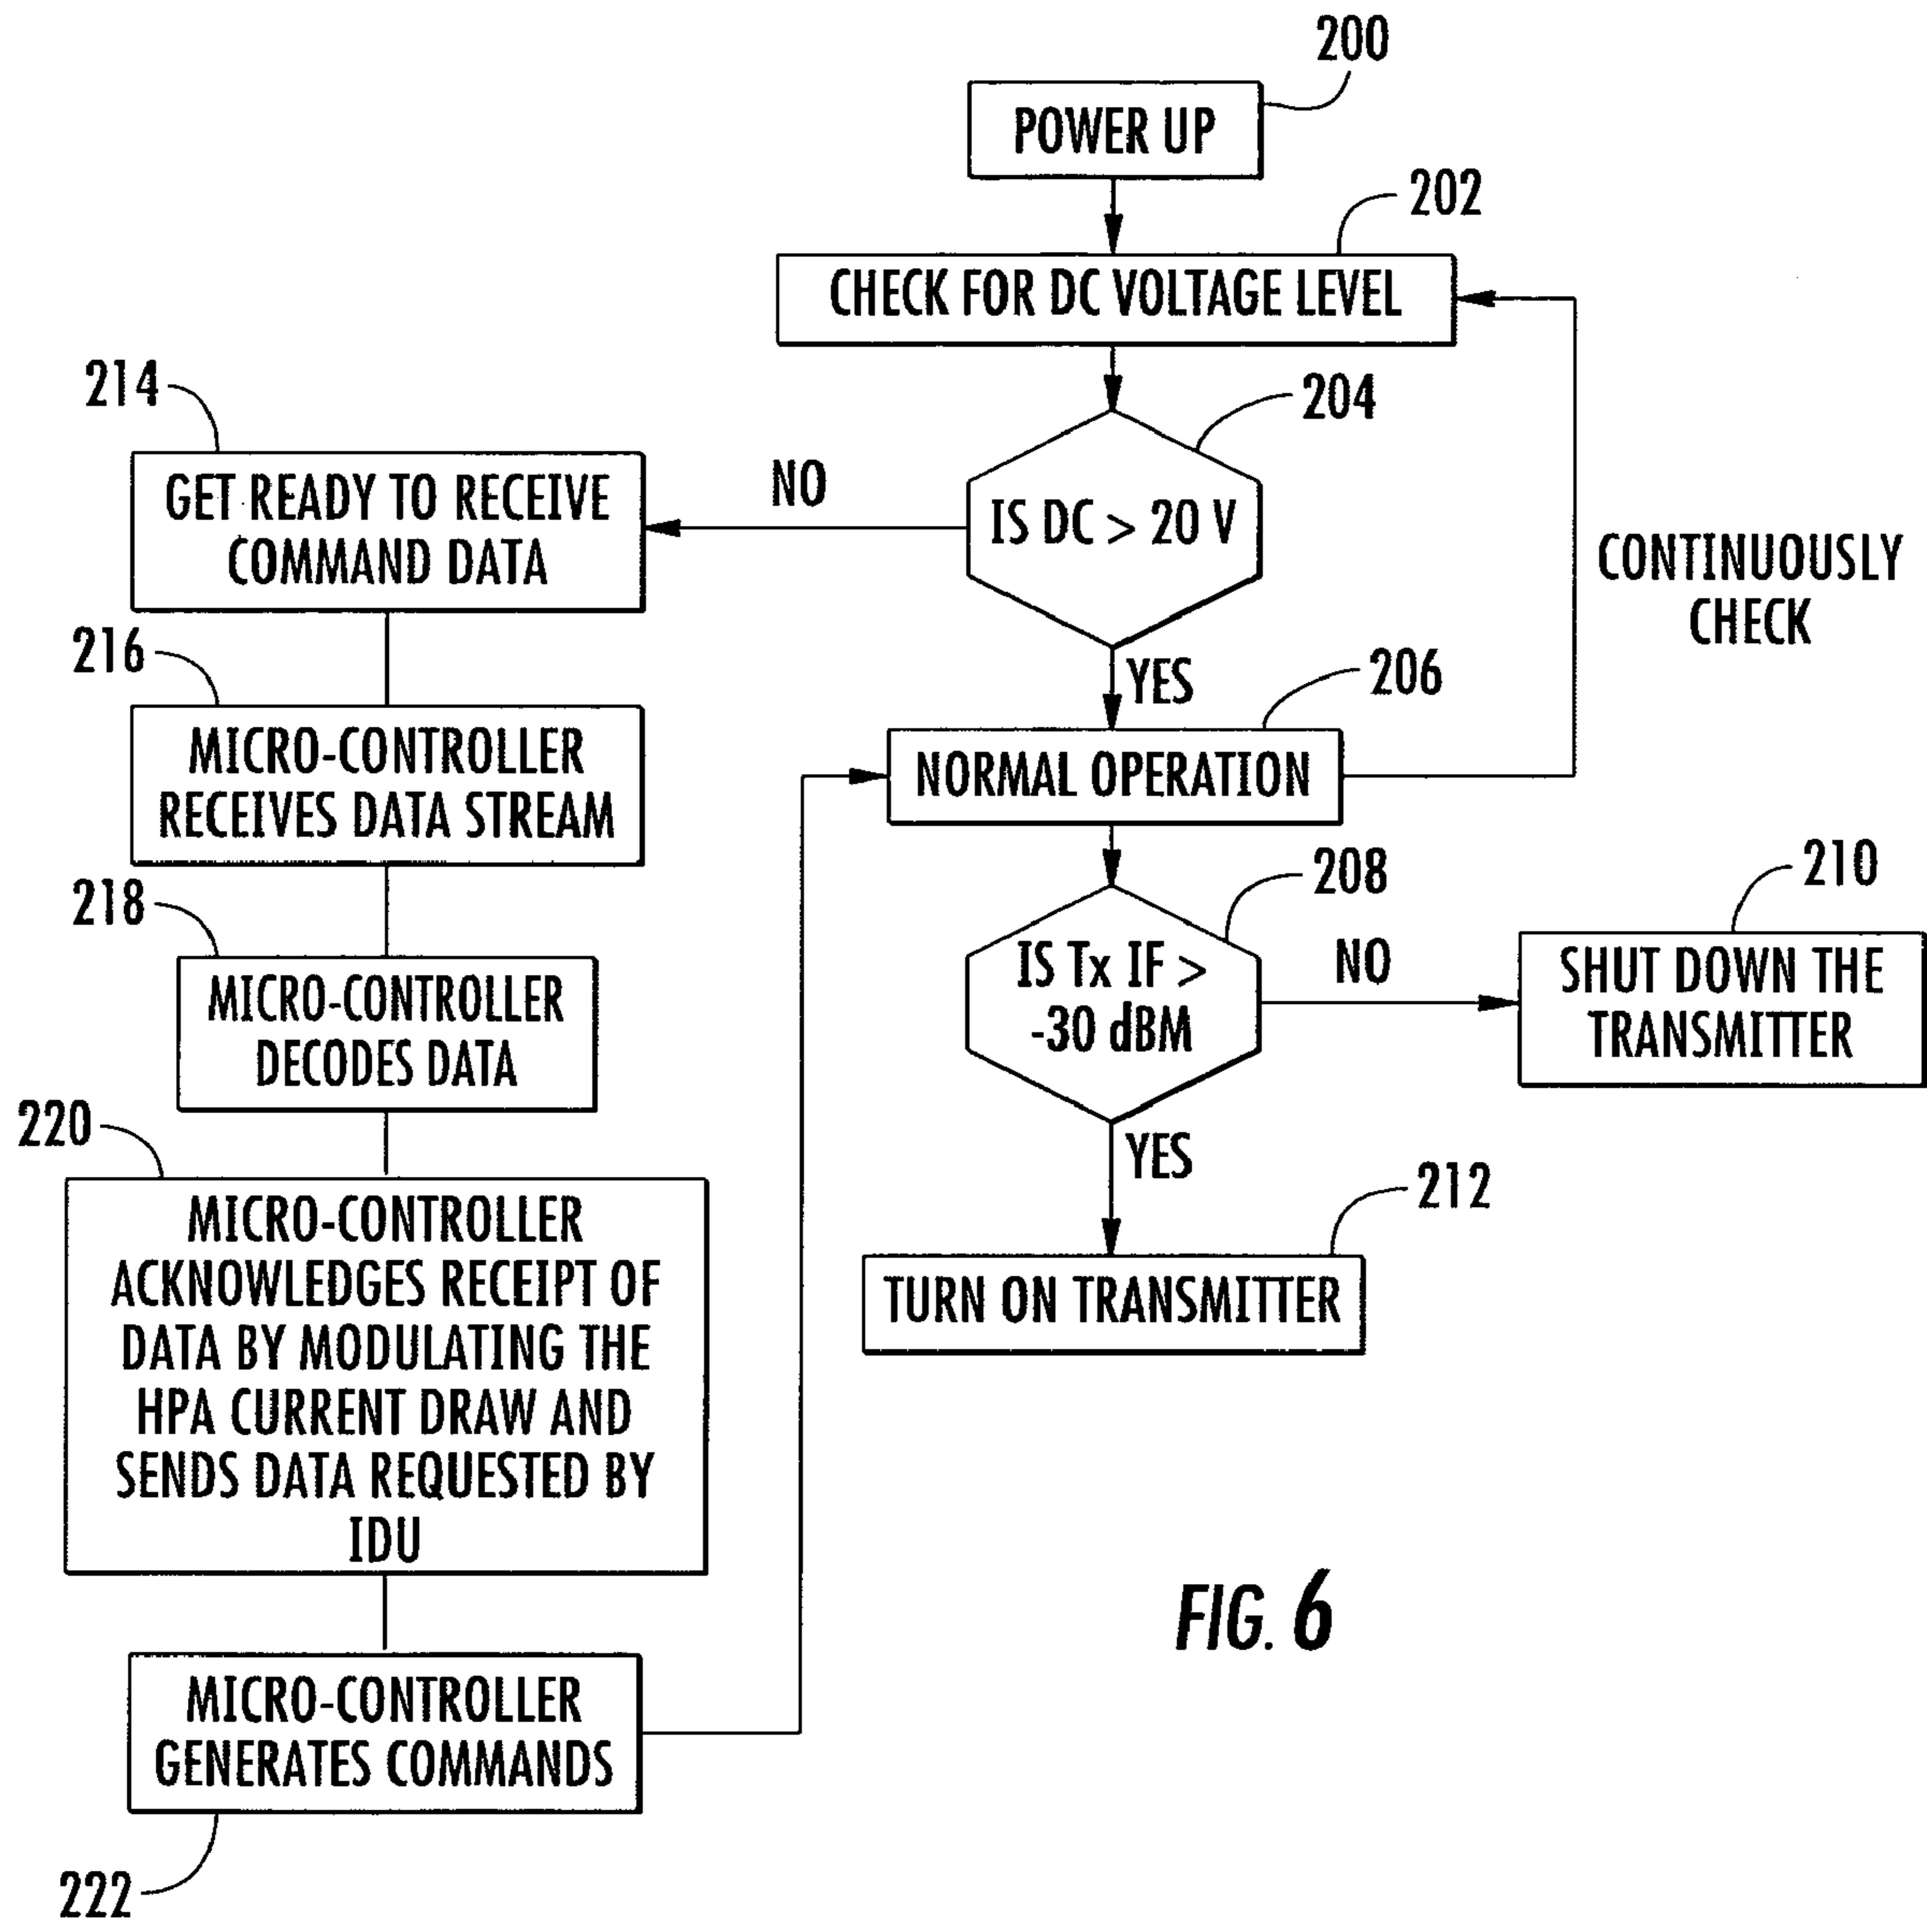 200
POWER UP
202
CHECK FOR DC VOLTAGE LEVEL
204
IS DC > 20 V
NO
YES
CONTINUOUSLY
CHECK
206
NORMAL OPERATION
208
IS Tx IF >
-30 dBM
NO
210
SHUT DOWN THE
TRANSMITTER
YES
212
TURN ON TRANSMITTER
214
GET READY TO RECEIVE
COMMAND DATA
216
MICRO-CONTROLLER
RECEIVES DATA STREAM
218
MICRO-CONTROLLER
DECODES DATA
220
MICRO-CONTROLLER
ACKNOWLEDGES RECEIPT OF
DATA BY MODULATING THE
HPA CURRENT DRAW AND
SENDS DATA REQUESTED BY
IDU
MICRO-CONTROLLER
GENERATES COMMANDS
222
FIG. 6